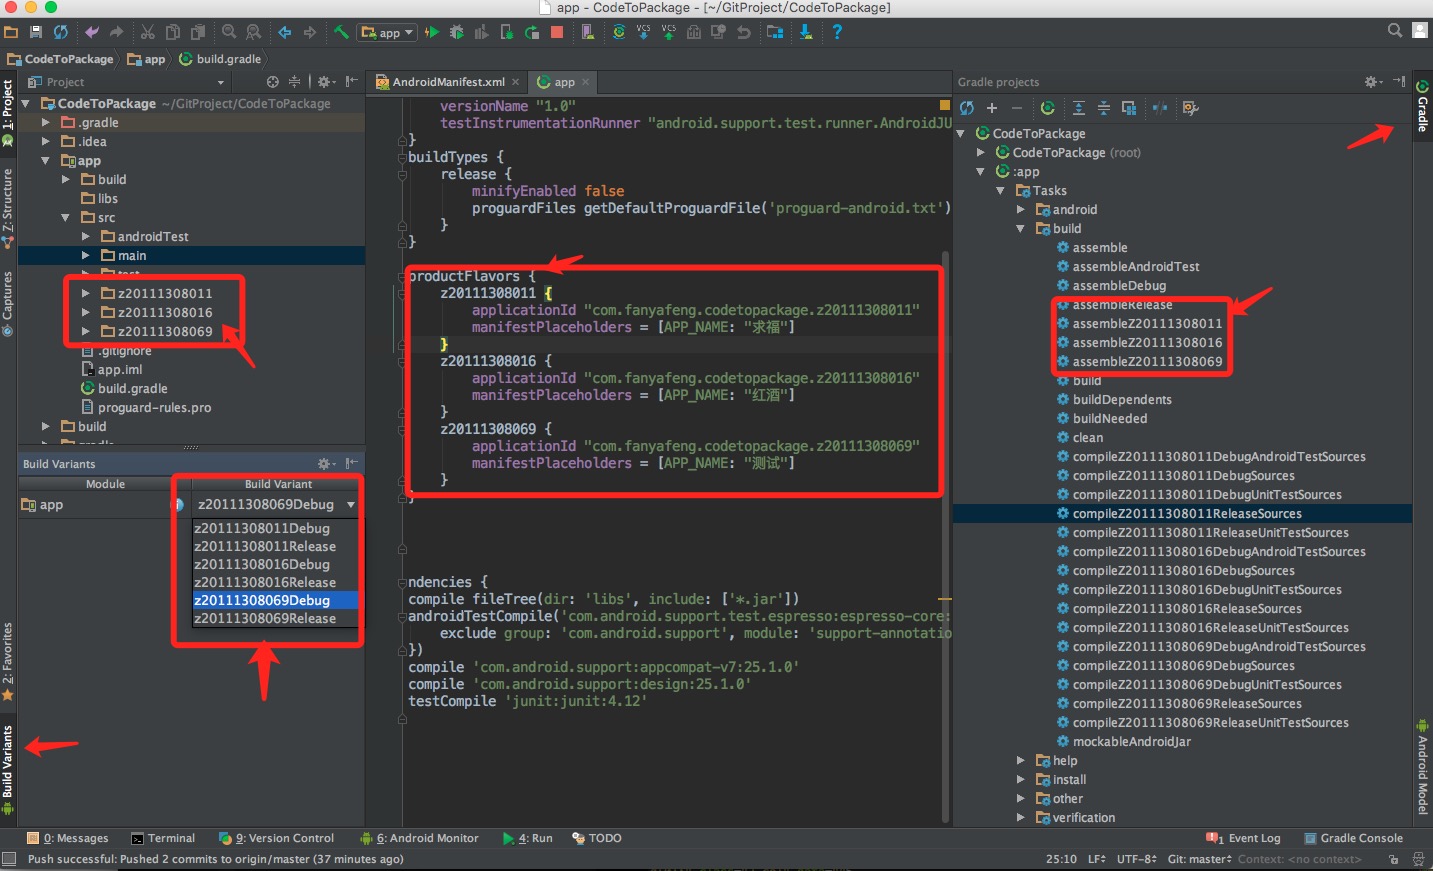 app - CodeToPackage - [~/GitProject/CodeToPackage]
app
CodeToPackage
app
build.gradle
1: Project
Z: Structure
Captures
2: Favorites
Build Variants
Project
CodeToPackage ~/GitProject/CodeToPackage
.gradle
.idea
app
build
libs
src
androidTest
main
test
z20111308011
z20111308016
z20111308069
.gitignore
app.iml
build.gradle
proguard-rules.pro
build
gradle
Build Variants
Module
Build Variant
app
z20111308069Debug
z20111308011Debug
z20111308011Release
z20111308016Debug
z20111308016Release
z20111308069Debug
z20111308069Release
AndroidManifest.xml
app
versionName "1.0"
testInstrumentationRunner "android.support.test.runner.AndroidJU
}
buildTypes {
release {
minifyEnabled false
proguardFiles getDefaultProguardFile('proguard-android.txt')
}
}
productFlavors {
z20111308011 {
applicationId "com.fanyafeng.codetopackage.z20111308011"
manifestPlaceholders = [APP_NAME: "求福"]
}
z20111308016 {
applicationId "com.fanyafeng.codetopackage.z20111308016"
manifestPlaceholders = [APP_NAME: "红酒"]
}
z20111308069 {
applicationId "com.fanyafeng.codetopackage.z20111308069"
manifestPlaceholders = [APP_NAME: "测试"]
}
}
ndencies {
compile fileTree(dir: 'libs', include: ['*.jar'])
androidTestCompile('com.android.support.test.espresso:espresso-core:
exclude group: 'com.android.support', module: 'support-annotatio
})
compile 'com.android.support:appcompat-v7:25.1.0'
compile 'com.android.support:design:25.1.0'
testCompile 'junit:junit:4.12'
Gradle projects
CodeToPackage
CodeToPackage (root)
:app
Tasks
android
build
assemble
assembleAndroidTest
assembleDebug
assembleRelease
assembleZ20111308011
assembleZ20111308016
assembleZ20111308069
build
buildDependents
buildNeeded
clean
compileZ20111308011DebugAndroidTestSources
compileZ20111308011DebugSources
compileZ20111308011DebugUnitTestSources
compileZ20111308011ReleaseSources
compileZ20111308011ReleaseUnitTestSources
compileZ20111308016DebugAndroidTestSources
compileZ20111308016DebugSources
compileZ20111308016DebugUnitTestSources
compileZ20111308016ReleaseSources
compileZ20111308016ReleaseUnitTestSources
compileZ20111308069DebugAndroidTestSources
compileZ20111308069DebugSources
compileZ20111308069DebugUnitTestSources
compileZ20111308069ReleaseSources
compileZ20111308069ReleaseUnitTestSources
mockableAndroidJar
help
install
other
verification
Gradle
Android Model
0: Messages
Terminal
9: Version Control
6: Android Monitor
4: Run
TODO
1 Event Log
Gradle Console
Push successful: Pushed 2 commits to origin/master (37 minutes ago)
25:10
LF
UTF-8
Git: master
Context: <no context>